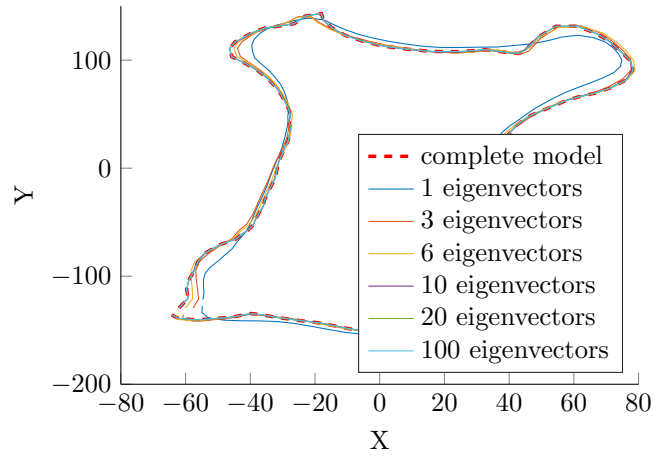 100
0
−100
−200
Y
complete model
1 eigenvectors
3 eigenvectors
6 eigenvectors
10 eigenvectors
20 eigenvectors
100 eigenvectors
−80 −60 −40 −20 0 20 40 60 80
X